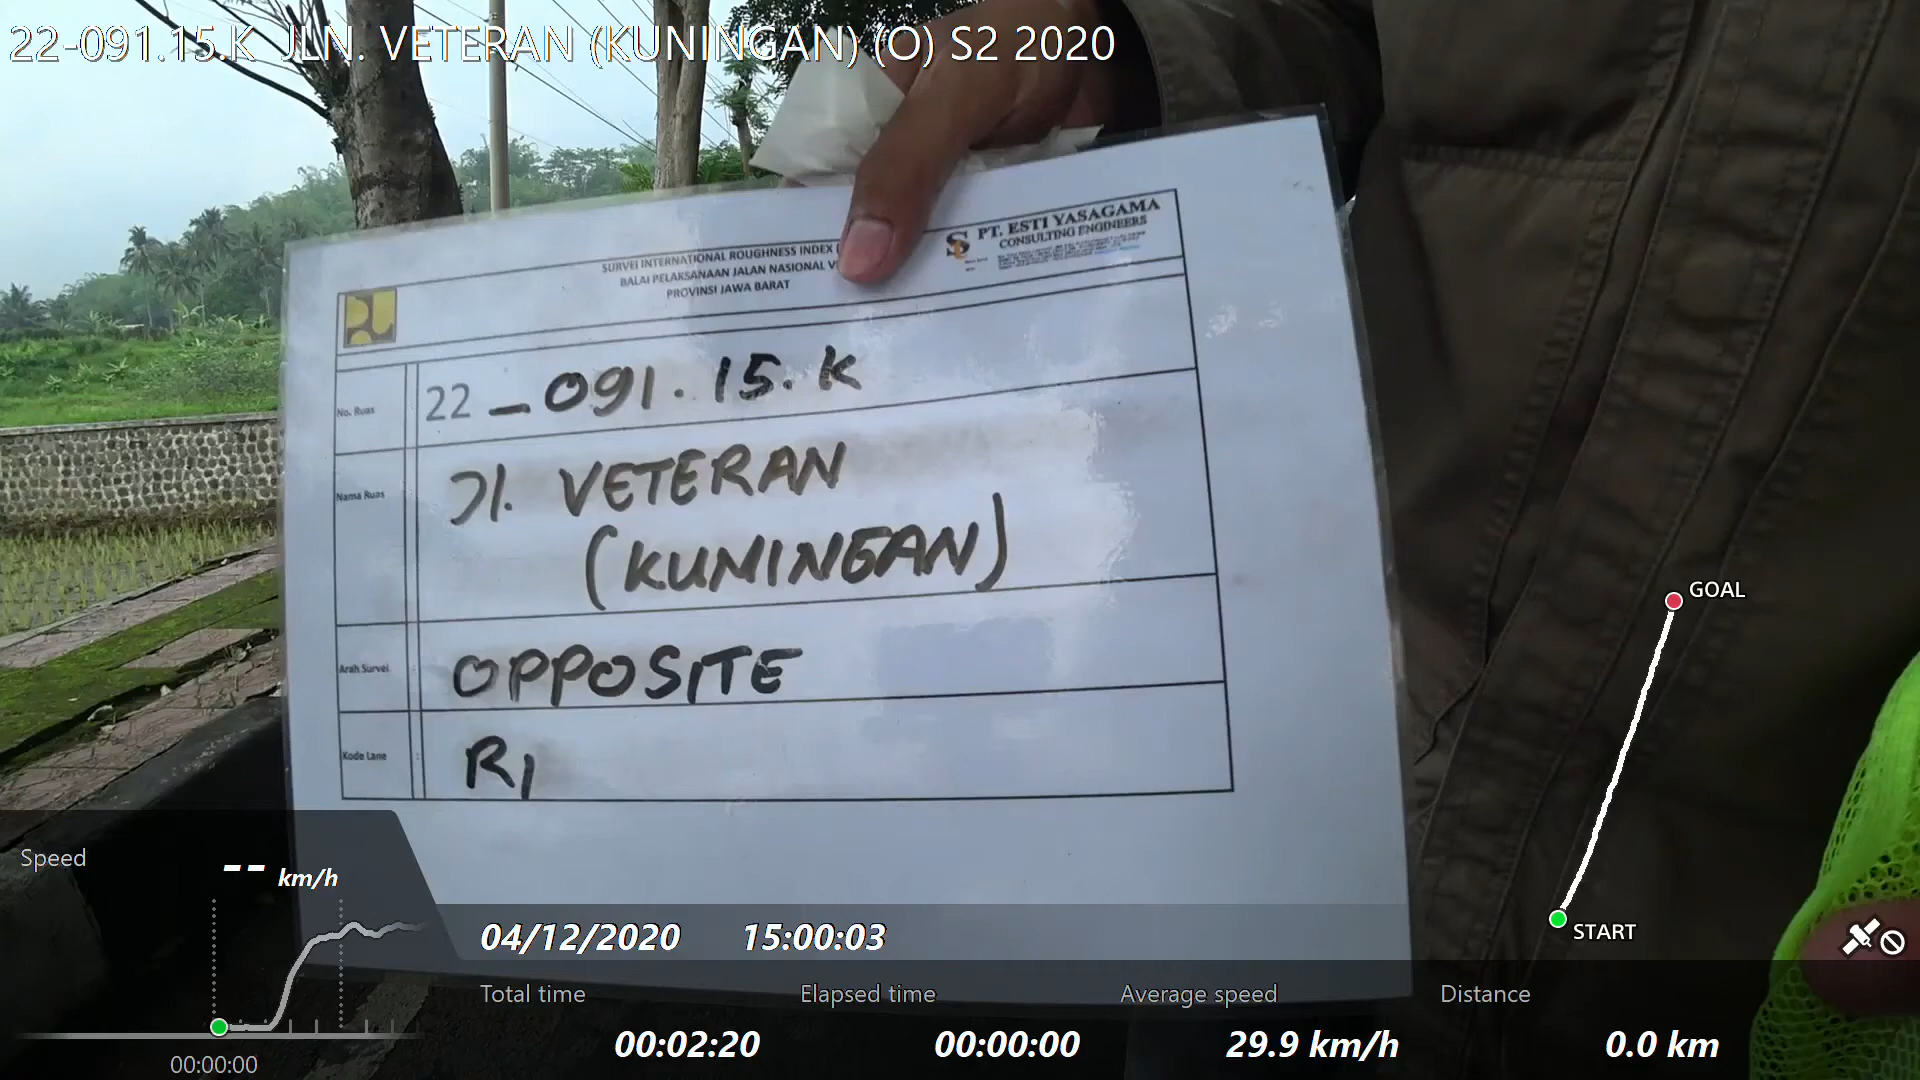 22-091.15.K JLN. VETERAN (KUNINGAN) (O) S2 2020
PT. ESTI YASAGAMA
CONSULTING ENGINEERS
SURVEI INTERNATIONAL ROUGHNESS INDEX
BALAI PELAKSANAAN JALAN NASIONAL
PROVINSI JAWA BARAT
No. Ruas : 22 - 091.15.K
Nama Ruas : Jl. VETERAN
(KUNINGAN)
Arah Survei : OPPOSITE
Kode Lane : R1
GOAL
START
Speed
-- km/h
00:00:00
04/12/2020 15:00:03
Total time Elapsed time Average speed Distance
00:02:20 00:00:00 29.9 km/h 0.0 km